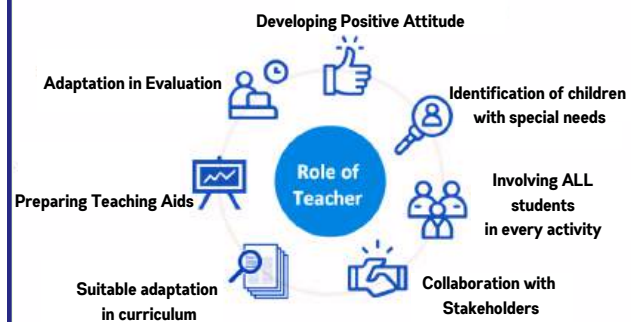 Developing Positive Attitude
Adaptation in Evaluation
Identification of children
with special needs
Role of
Teacher
Preparing Teaching Aids
Involving ALL
students
in every activity
Suitable adaptation
in curriculum
Collaboration with
Stakeholders